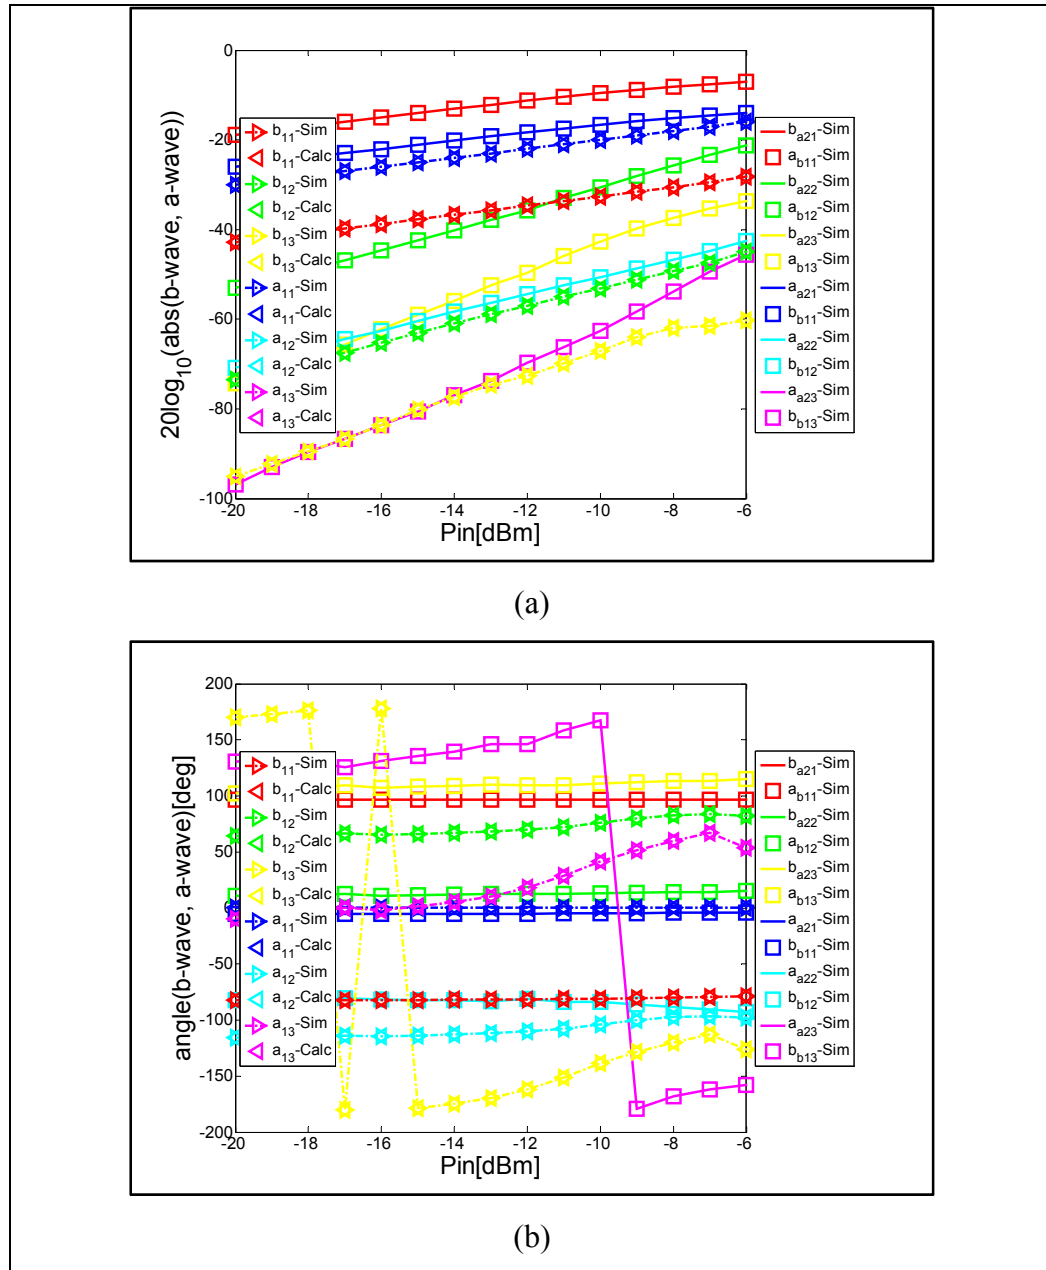 0
-20
-40
-60
-80
-100
-20
-18
-16
-14
-12
-10
-8
-6
Pin[dBm]
20log10(abs(b-wave, a-wave))
b11-Sim
b11-Calc
b12-Sim
b12-Calc
b13-Sim
b13-Calc
a11-Sim
a11-Calc
a12-Sim
a12-Calc
a13-Sim
a13-Calc
ba21-Sim
ab11-Sim
ba22-Sim
ab12-Sim
ba23-Sim
ab13-Sim
aa21-Sim
bb11-Sim
aa22-Sim
bb12-Sim
aa23-Sim
bb13-Sim
(a)
200
150
100
50
0
-50
-100
-150
-200
-20
-18
-16
-14
-12
-10
-8
-6
Pin[dBm]
angle(b-wave, a-wave)[deg]
b11-Sim
b11-Calc
b12-Sim
b12-Calc
b13-Sim
b13-Calc
a11-Sim
a11-Calc
a12-Sim
a12-Calc
a13-Sim
a13-Calc
ba21-Sim
ab11-Sim
ba22-Sim
ab12-Sim
ba23-Sim
ab13-Sim
aa21-Sim
bb11-Sim
aa22-Sim
bb12-Sim
aa23-Sim
bb13-Sim
(b)